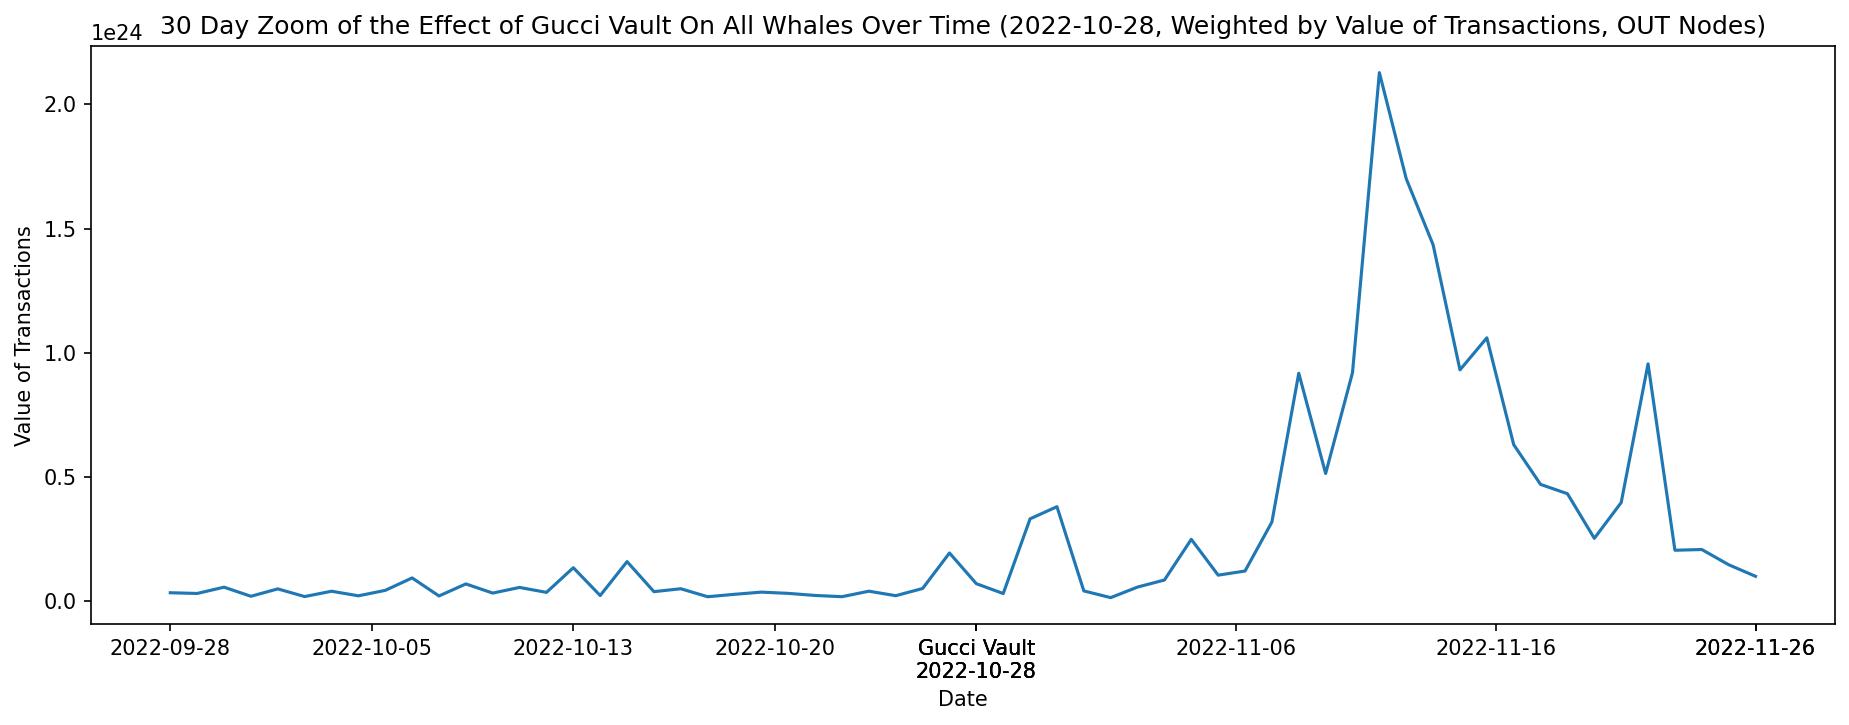 30 Day Zoom of the Effect of Gucci Vault On All Whales Over Time (2022-10-28, Weighted by Value of Transactions, OUT Nodes)
1e24
2.0
1.5
1.0
0.5
0.0
Value of Transactions
2022-09-28
2022-10-05
2022-10-13
2022-10-20
Gucci Vault
2022-10-28
2022-11-06
2022-11-16
2022-11-26
Date